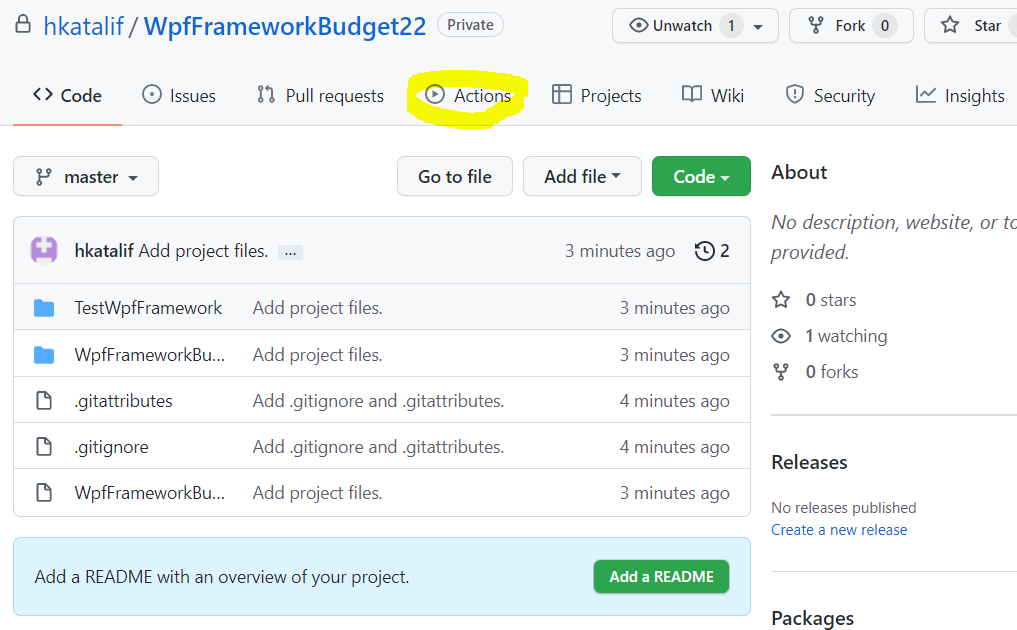 hkatalif / WpfFrameworkBudget22 Private
Unwatch 1 Fork 0 Star
Code Issues Pull requests Actions Projects Wiki Security Insights
master Go to file Add file Code
hkatalif Add project files. ... 3 minutes ago 2
TestWpfFramework Add project files. 3 minutes ago
WpfFrameworkBu... Add project files. 3 minutes ago
.gitattributes Add .gitignore and .gitattributes. 4 minutes ago
.gitignore Add .gitignore and .gitattributes. 4 minutes ago
WpfFrameworkBu... Add project files. 3 minutes ago
Add a README with an overview of your project. Add a README
About
No description, website, or to
provided.
0 stars
1 watching
0 forks
Releases
No releases published
Create a new release
Packages